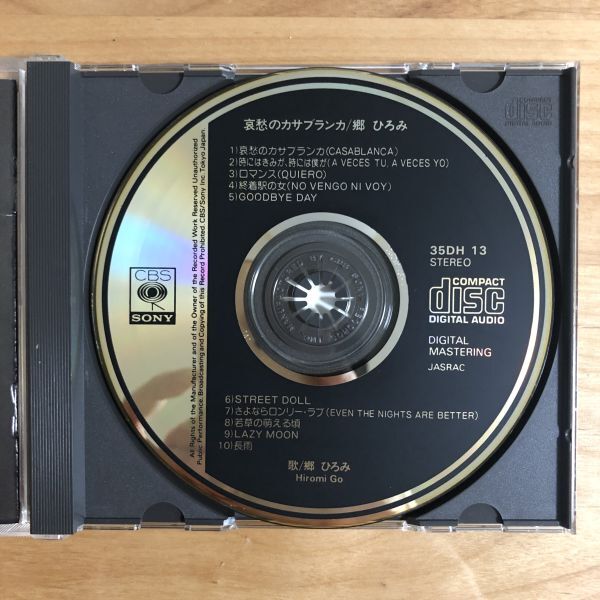 哀愁のカサブランカ/郷 ひろみ
1)哀愁のカサブランカ(CASABLANCA)
2)時にはきみが、時には僕が(A VECES TU, A VECES YO)
3)ロマンス(QUIERO)
4)終着駅の女(NO VENGO NI VOY)
5)GOODBYE DAY
35DH 13
STEREO
COMPACT
disc
DIGITAL AUDIO
DIGITAL
MASTERING
JASRAC
6)STREET DOLL
7)さよならロンリー・ラブ(EVEN THE NIGHTS ARE BETTER)
8)若草の萌える頃
9)LAZY MOON
10)長雨
歌/郷 ひろみ
Hiromi Go
CBS
SONY
All Rights of the Manufacturer and of the Owner of the Recorded Work Reserved Unauthorized
Public Performance. Broadcasting and Copying of this Record Prohibited CBS/Sony Inc. Tokyo Japan
COMPACT
disc
DIGITAL AUDIO